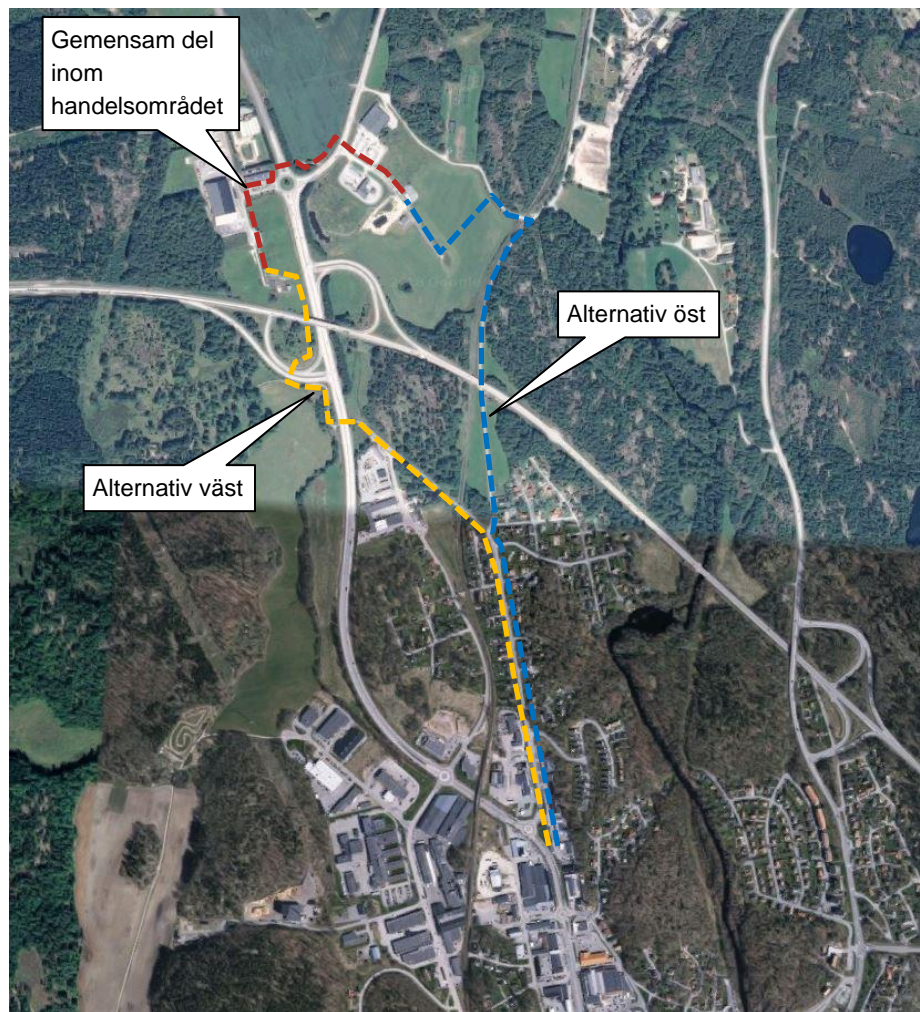 Gemensam del
inom
handelsområdet
Alternativ öst
Alternativ väst